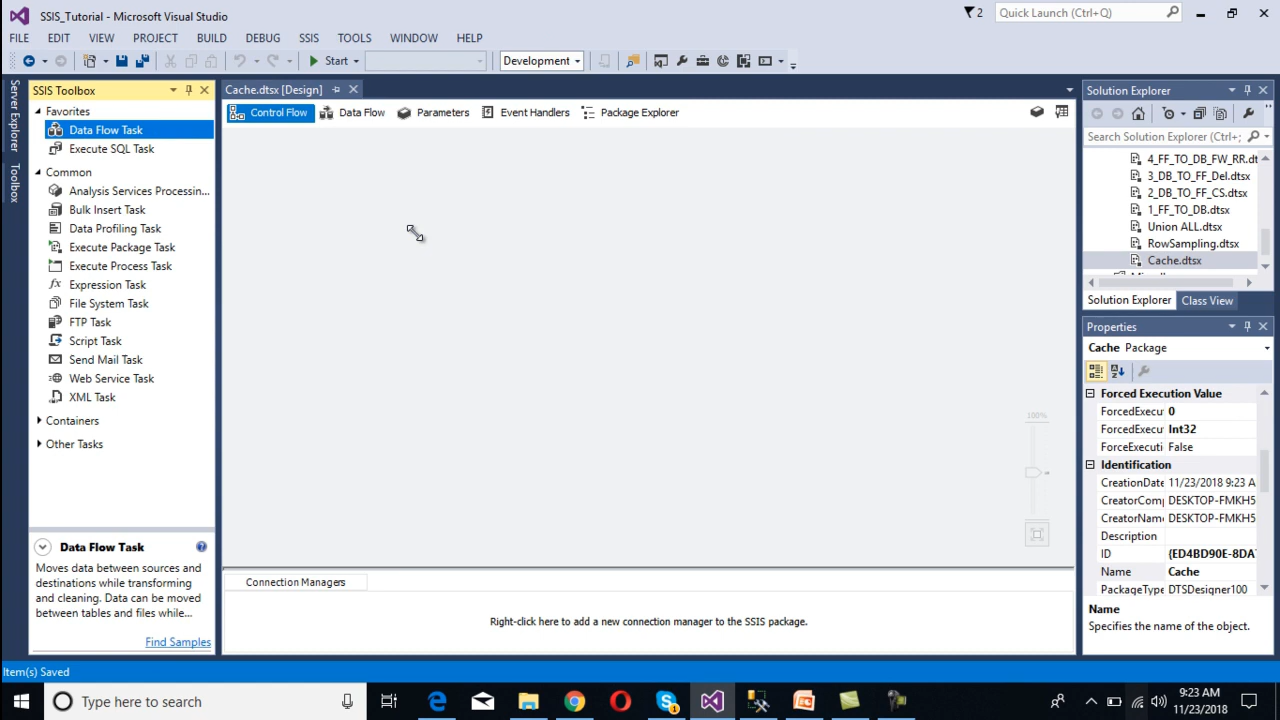 SSIS_Tutorial - Microsoft Visual Studio
2
Quick Launch (Ctrl+Q)
FILE EDIT VIEW PROJECT BUILD DEBUG SSIS TOOLS WINDOW HELP
Start
Development
Server Explorer
Toolbox
SSIS Toolbox
Favorites
Data Flow Task
Execute SQL Task
Common
Analysis Services Processin...
Bulk Insert Task
Data Profiling Task
Execute Package Task
Execute Process Task
Expression Task
File System Task
FTP Task
Script Task
Send Mail Task
Web Service Task
XML Task
Containers
Other Tasks
Data Flow Task
Moves data between sources and
destinations while transforming
and cleaning. Data can be moved
between tables and files while...
Find Samples
Cache.dtsx [Design]
Control Flow Data Flow Parameters Event Handlers Package Explorer
100%
Connection Managers
Right-click here to add a new connection manager to the SSIS package.
Solution Explorer
Search Solution Explorer (Ctrl+;
4_FF_TO_DB_FW_RR.dt
3_DB_TO_FF_Del.dtsx
2_DB_TO_FF_CS.dtsx
1_FF_TO_DB.dtsx
Union ALL.dtsx
RowSampling.dtsx
Cache.dtsx
Solution Explorer Class View
Properties
Cache Package
Forced Execution Value
ForcedExecu 0
ForcedExecu Int32
ForceExecuti False
Identification
CreationDate 11/23/2018 9:23 A
CreatorComp DESKTOP-FMKH5
CreatorName DESKTOP-FMKH5
Description
ID {ED4BD90E-8DA
Name Cache
PackageType DTSDesigner100
Name
Specifies the name of the object.
Item(s) Saved
Type here to search
9:23 AM
11/23/2018